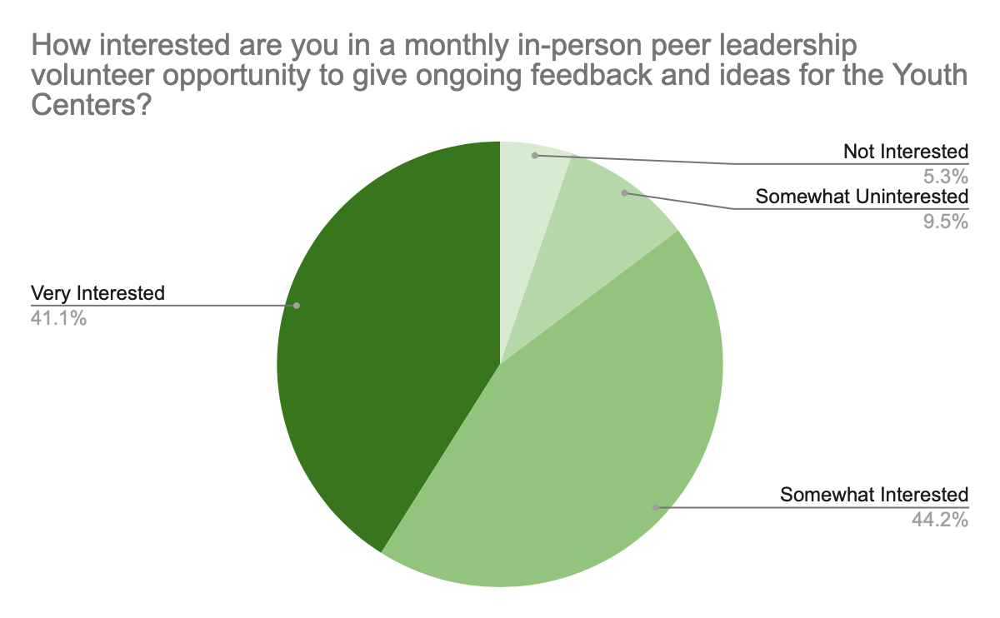 How interested are you in a monthly in-person peer leadership
volunteer opportunity to give ongoing feedback and ideas for the Youth
Centers?
Not Interested
5.3%
Somewhat Uninterested
9.5%
Very Interested
41.1%
Somewhat Interested
44.2%